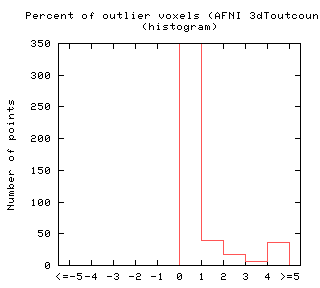 Percent of outlier voxels (AFNI 3dToutcoun
(histogram)
350
300
250
200
150
100
50
0
Number of points
<=-5 -4 -3 -2 -1 0 1 2 3 4 >=5